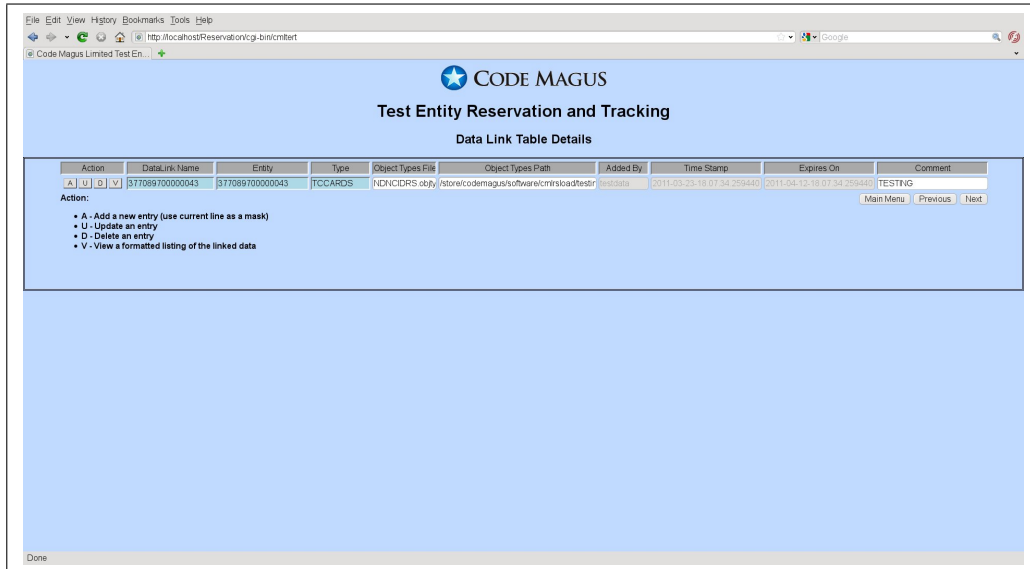 File Edit View History Bookmarks Tools Help
http://localhost/Reservation/cgi-bin/cmltert
Google
Code Magus Limited Test En...
CODE MAGUS
Test Entity Reservation and Tracking
Data Link Table Details
Action DataLink Name Entity Type Object Types File Object Types Path Added By Time Stamp Expires On Comment
A U D V 377089700000043 377089700000043 TCCARDS NDNCIDRS.objty /store/codemagus/software/cmlrsload/testin testdata 2011-03-23-18.07.34.259440 2011-04-12-18.07.34.259440 TESTING
Action:
Main Menu Previous Next
• A - Add a new entry (use current line as a mask)
• U - Update an entry
• D - Delete an entry
• V - View a formatted listing of the linked data
Done